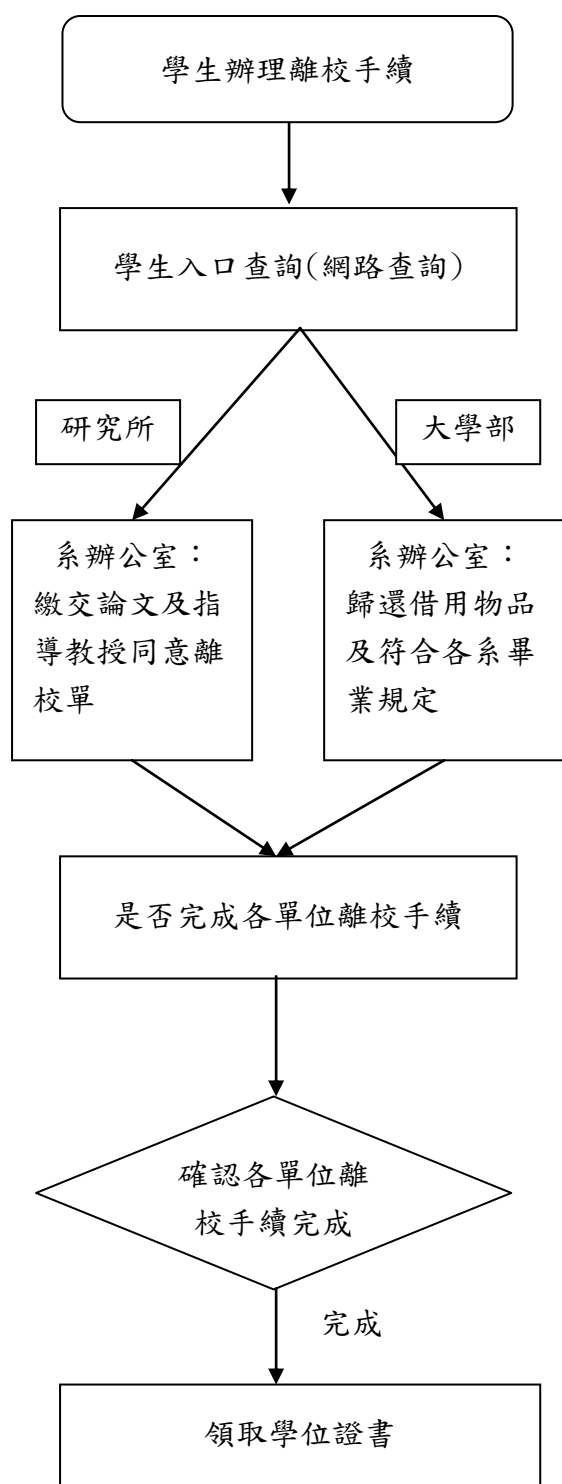 學生辦理離校手續
學生入口查詢(網路查詢)
研究所
大學部
系辦公室：
繳交論文及指
導教授同意離
校單
系辦公室：
歸還借用物品
及符合各系畢
業規定
是否完成各單位離校手續
確認各單位離
校手續完成
完成
領取學位證書